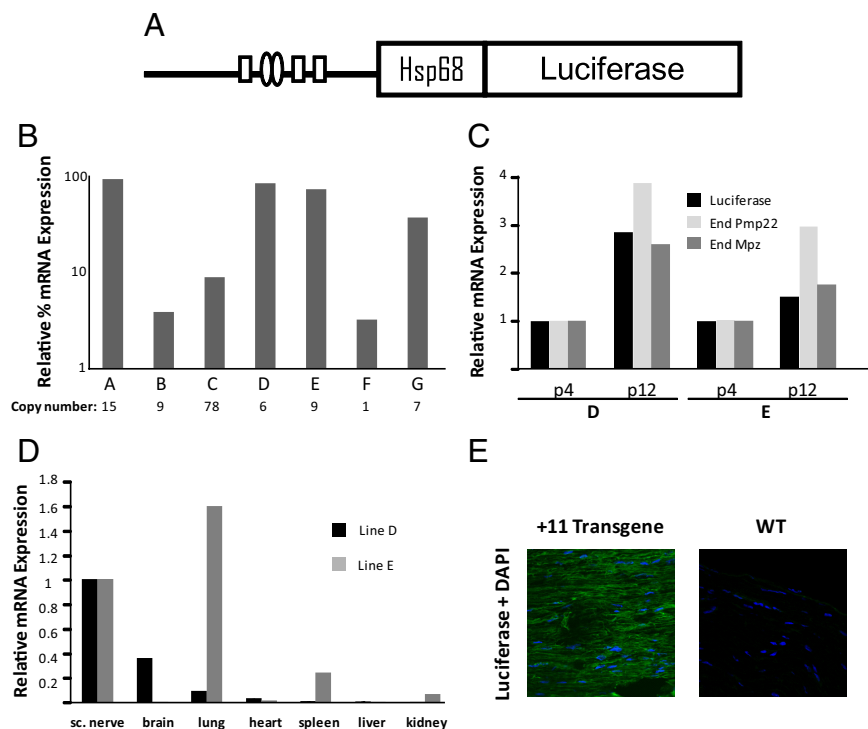 A
Hsp68 Luciferase
B
Relative % mRNA Expression
100
10
1
A B C D E F G
Copy number: 15 9 78 6 9 1 7
C
Relative mRNA Expression
4
3
2
1
Luciferase
End Pmp22
End Mpz
p4 p12 p4 p12
D E
D
Relative mRNA Expression
1.8
1.6
1.4
1.2
1
0.8
0.6
0.4
0.2
Line D
Line E
sc. nerve brain lung heart spleen liver kidney
E
+11 Transgene WT
Luciferase + DAPI